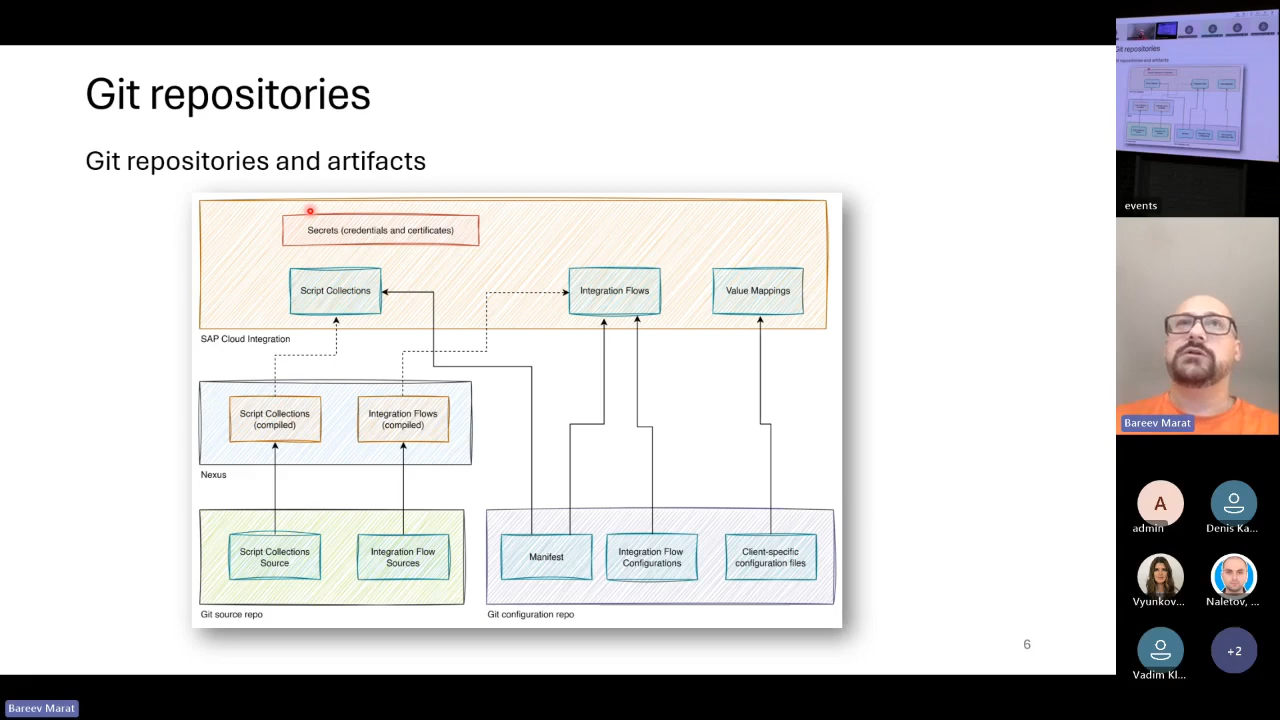 Git repositories
Git repositories and artifacts
Secrets (credentials and certificates)
Script Collections
Integration Flows
Value Mappings
SAP Cloud Integration
Script Collections
(compiled)
Integration Flows
(compiled)
Nexus
Script Collections
Source
Integration Flow
Sources
Manifest
Integration Flow
Configurations
Client-specific
configuration files
Git source repo
Git configuration repo
6
Git repositories
events
Bareev Marat
A
admin
Denis Ka...
Vyunkov...
Naletov, ...
Vadim Kl...
+2
Bareev Marat